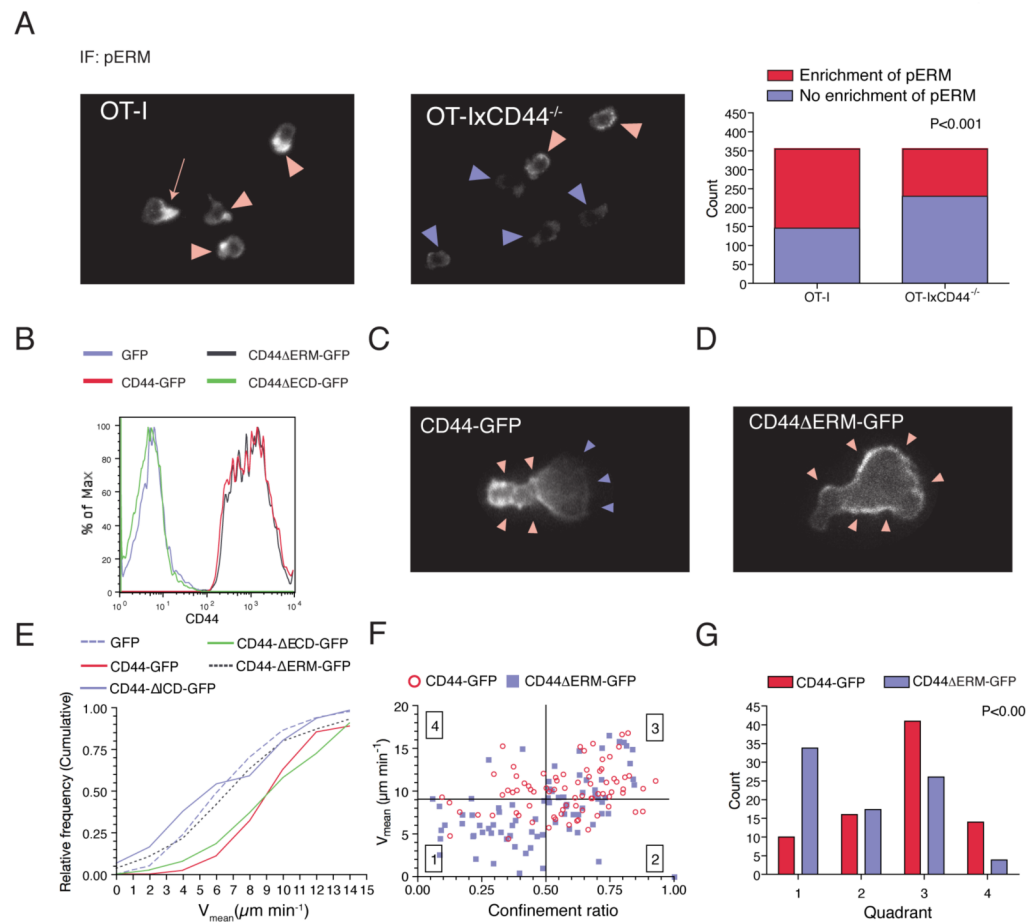 A
IF: pERM
OT-I
OT-IxCD44-/-
Enrichment of pERM
No enrichment of pERM
P<0.001
450
400
350
300
250
200
150
100
50
0
Count
OT-I
OT-IxCD44-/-
B
GFP
CD44ΔERM-GFP
CD44-GFP
CD44ΔECD-GFP
100
80
60
40
20
0
% of Max
10^0
10^1
10^2
10^3
10^4
CD44
C
CD44-GFP
D
CD44ΔERM-GFP
E
GFP
CD44-ΔECD-GFP
CD44-GFP
CD44-ΔERM-GFP
CD44-ΔICD-GFP
1.00
0.75
0.50
0.25
0.00
Relative frequency (Cumulative)
0 1 2 3 4 5 6 7 8 9 10 11 12 13 14 15
Vmean(μm min-1)
F
CD44-GFP
CD44ΔERM-GFP
20
15
10
5
0
Vmean (μm min-1)
4
3
1
2
0.00 0.25 0.50 0.75 1.00
Confinement ratio
G
CD44-GFP
CD44ΔERM-GFP
P<0.00
45
40
35
30
25
20
15
10
5
0
Count
1 2 3 4
Quadrant